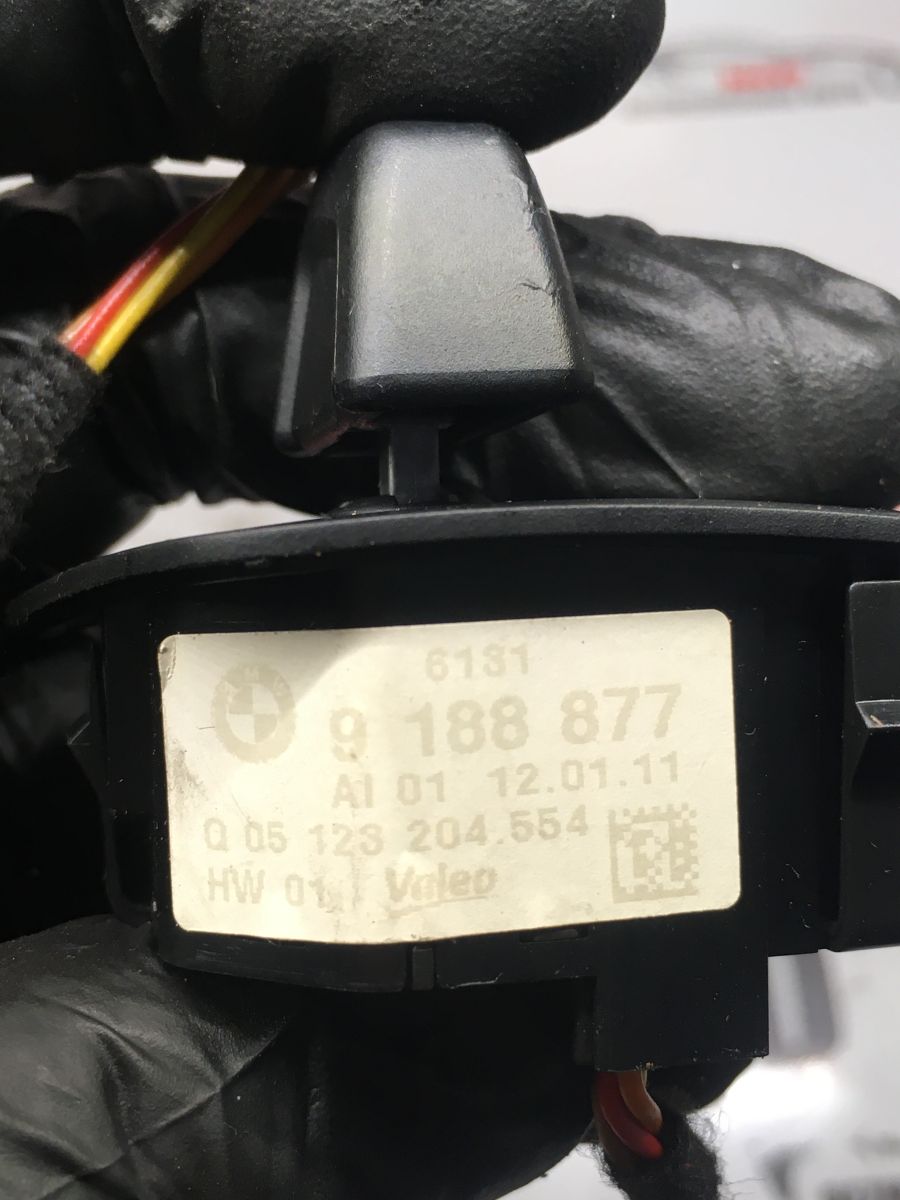 6131
9 188 877
AI 01 12.01.11
Q 05 123 204.554
HW 01 Valeo